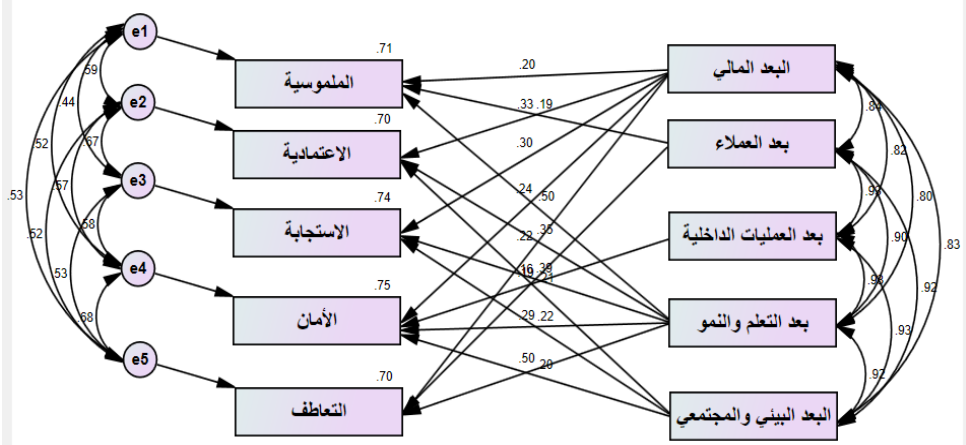 e1
.71
الملموسية
.20
البعد المالي
.59
.44
e2
.70
الاعتمادية
.33
.19
.84
بعد العملاء
.52
.67
.30
.82
e3
.74
الاستجابة
.53
.57
.24
.50
.80
.52
.58
.22
.35
بعد العمليات الداخلية
.90
.83
e4
.53
.75
الأمان
.39
.92
.68
.29
.22
بعد التعلم والنمو
.93
e5
.70
التعاطف
.50
.20
.92
البعد البيئي والمجتمعي